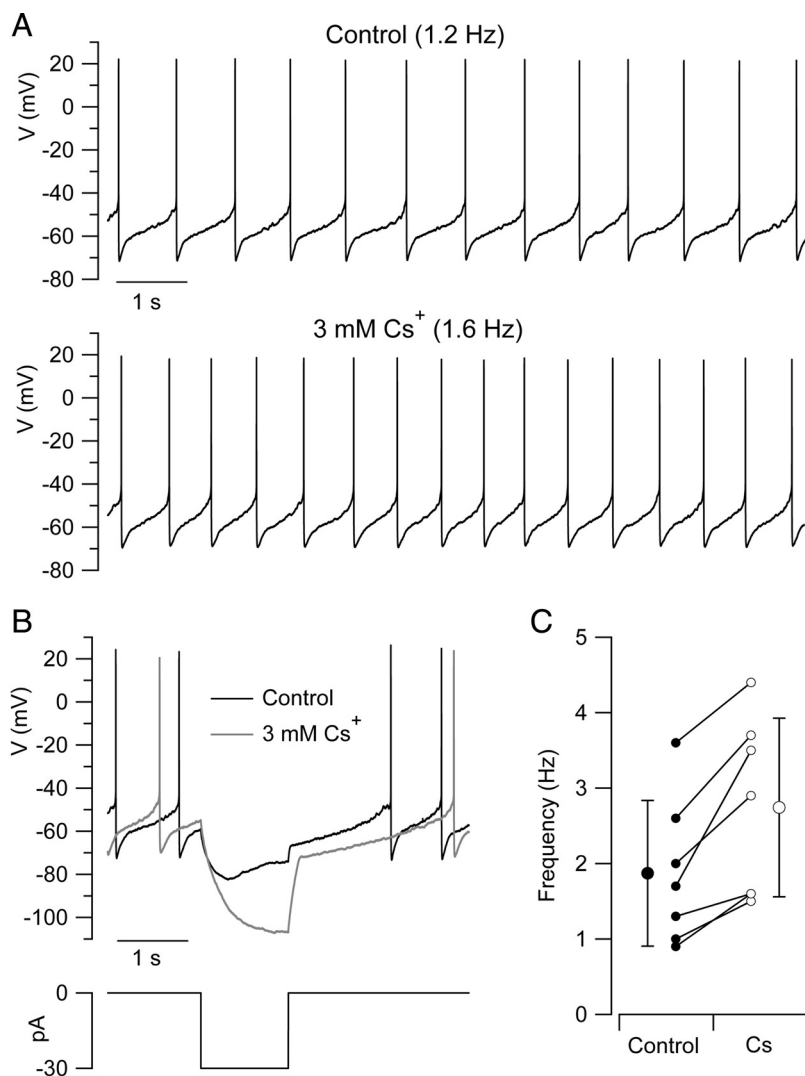 A
Control (1.2 Hz)
V (mV)
20
0
-20
-40
-60
-80
1 s
3 mM Cs+ (1.6 Hz)
V (mV)
20
0
-20
-40
-60
-80
1 s
B
V (mV)
20
0
-20
-40
-60
-80
-100
Control
3 mM Cs+
1 s
pA
0
-30
C
Frequency (Hz)
5
4
3
2
1
0
Control Cs